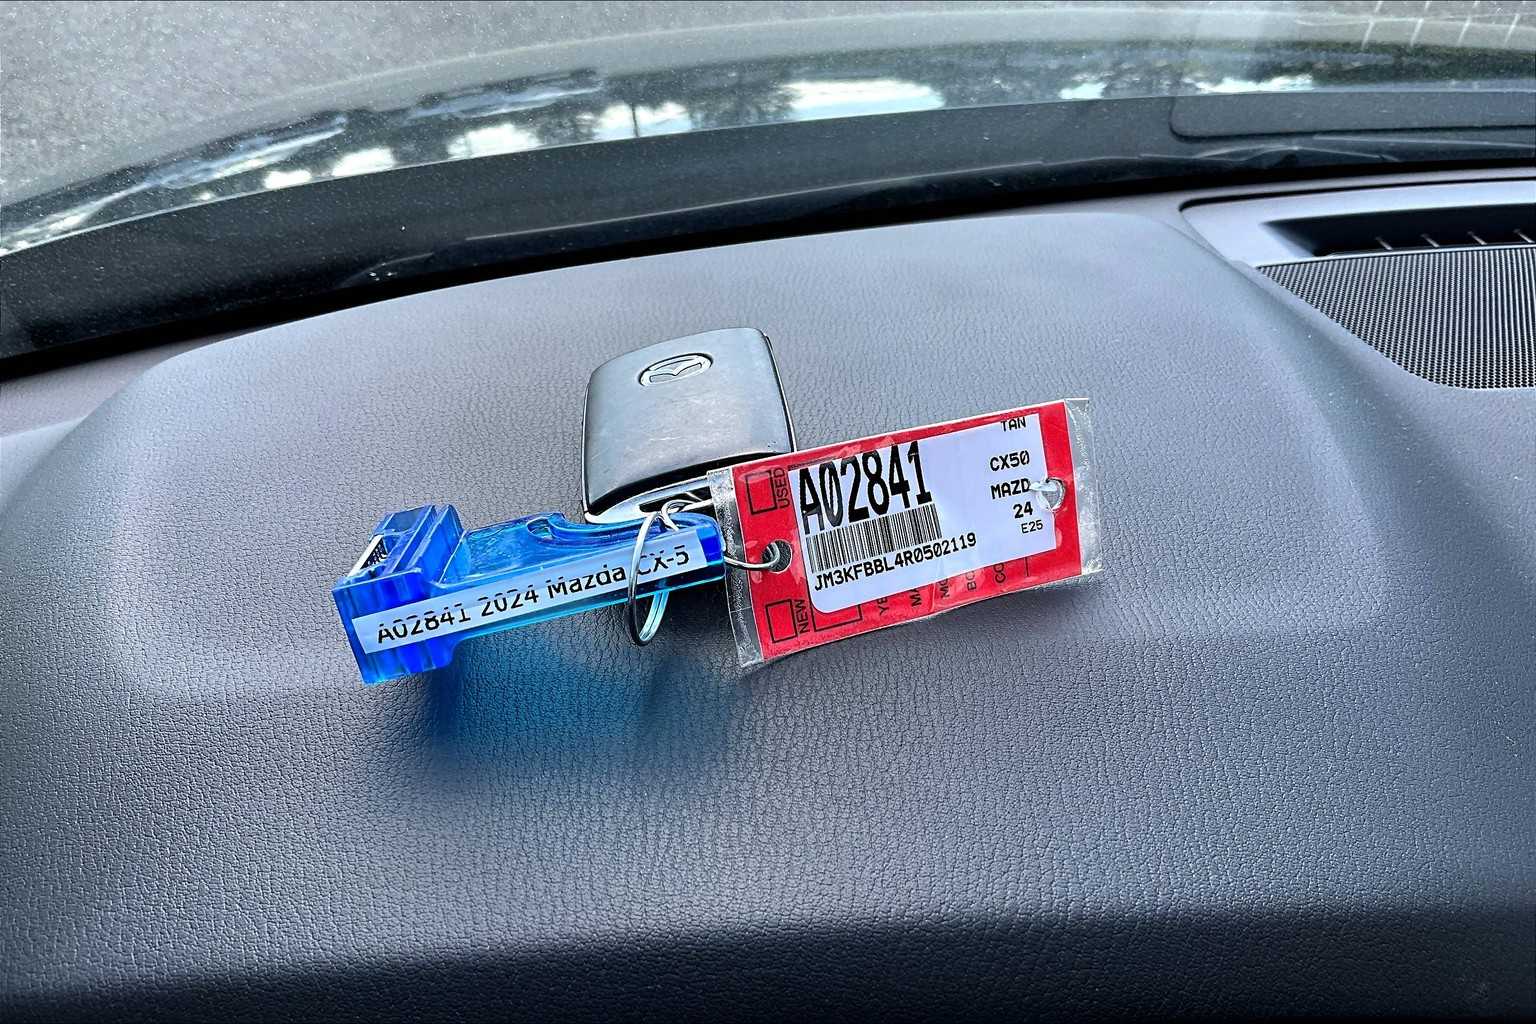 A02841 2024 Mazda CX-5
USED
NEW
A02841
JM3KFBBL4R0502119
TAN
CX50
MAZD
24
E25